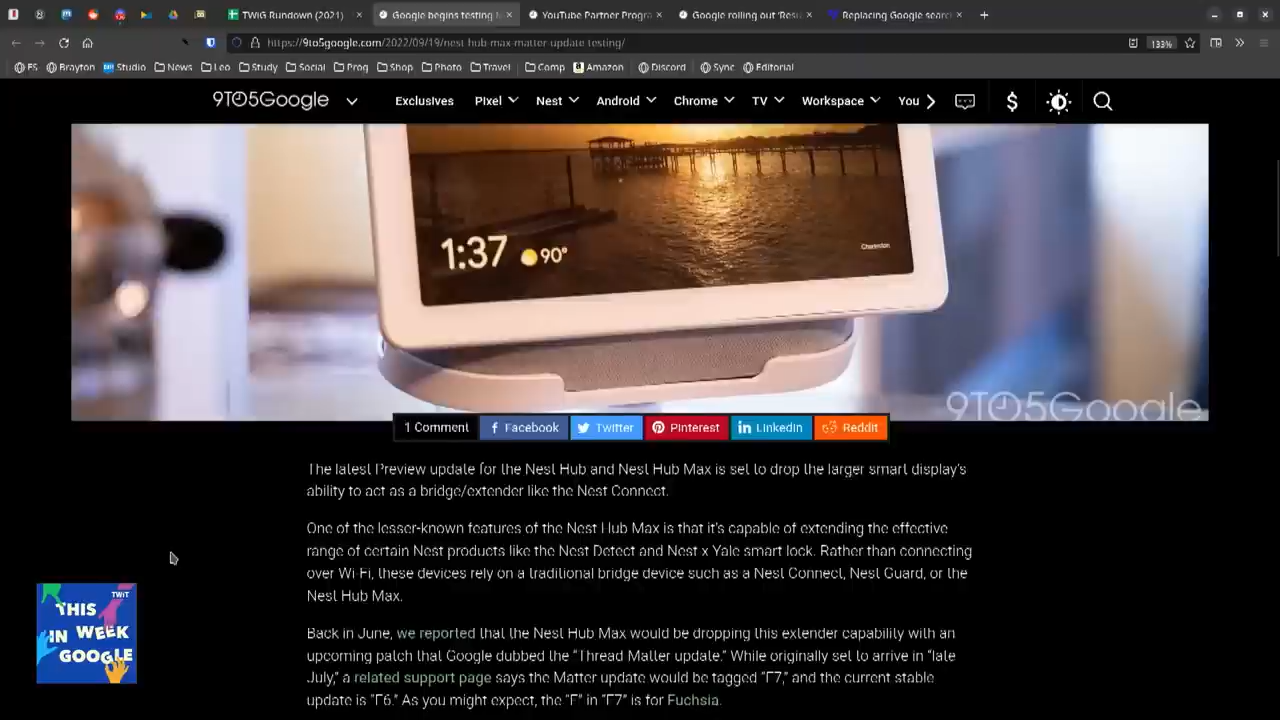 TWiG Rundown (2021)
Google begins testing
YouTube Partner Progra
Google rolling out 'Res
Replacing Google searc
https://9to5google.com/2022/09/19/nest-hub-max-matter-update-testing/
133%
FS Brayton Studio News Leo Study Social Prog Shop Photo Travel Comp Amazon Discord Sync Editorial
9TO5Google Exclusives Pixel Nest Android Chrome TV Workspace You
1:37 90°
Charleston
9TO5Google
1 Comment Facebook Twitter Pinterest LinkedIn Reddit
The latest Preview update for the Nest Hub and Nest Hub Max is set to drop the larger smart display's
ability to act as a bridge/extender like the Nest Connect.
One of the lesser-known features of the Nest Hub Max is that it's capable of extending the effective
range of certain Nest products like the Nest Detect and Nest x Yale smart lock. Rather than connecting
over Wi-Fi, these devices rely on a traditional bridge device such as a Nest Connect, Nest Guard, or the
Nest Hub Max.
TWiT
THIS
IN WEEK
GOOGLE
Back in June, we reported that the Nest Hub Max would be dropping this extender capability with an
upcoming patch that Google dubbed the "Thread Matter update." While originally set to arrive in "late
July," a related support page says the Matter update would be tagged "F7," and the current stable
update is "F6." As you might expect, the "F" in "F7" is for Fuchsia.